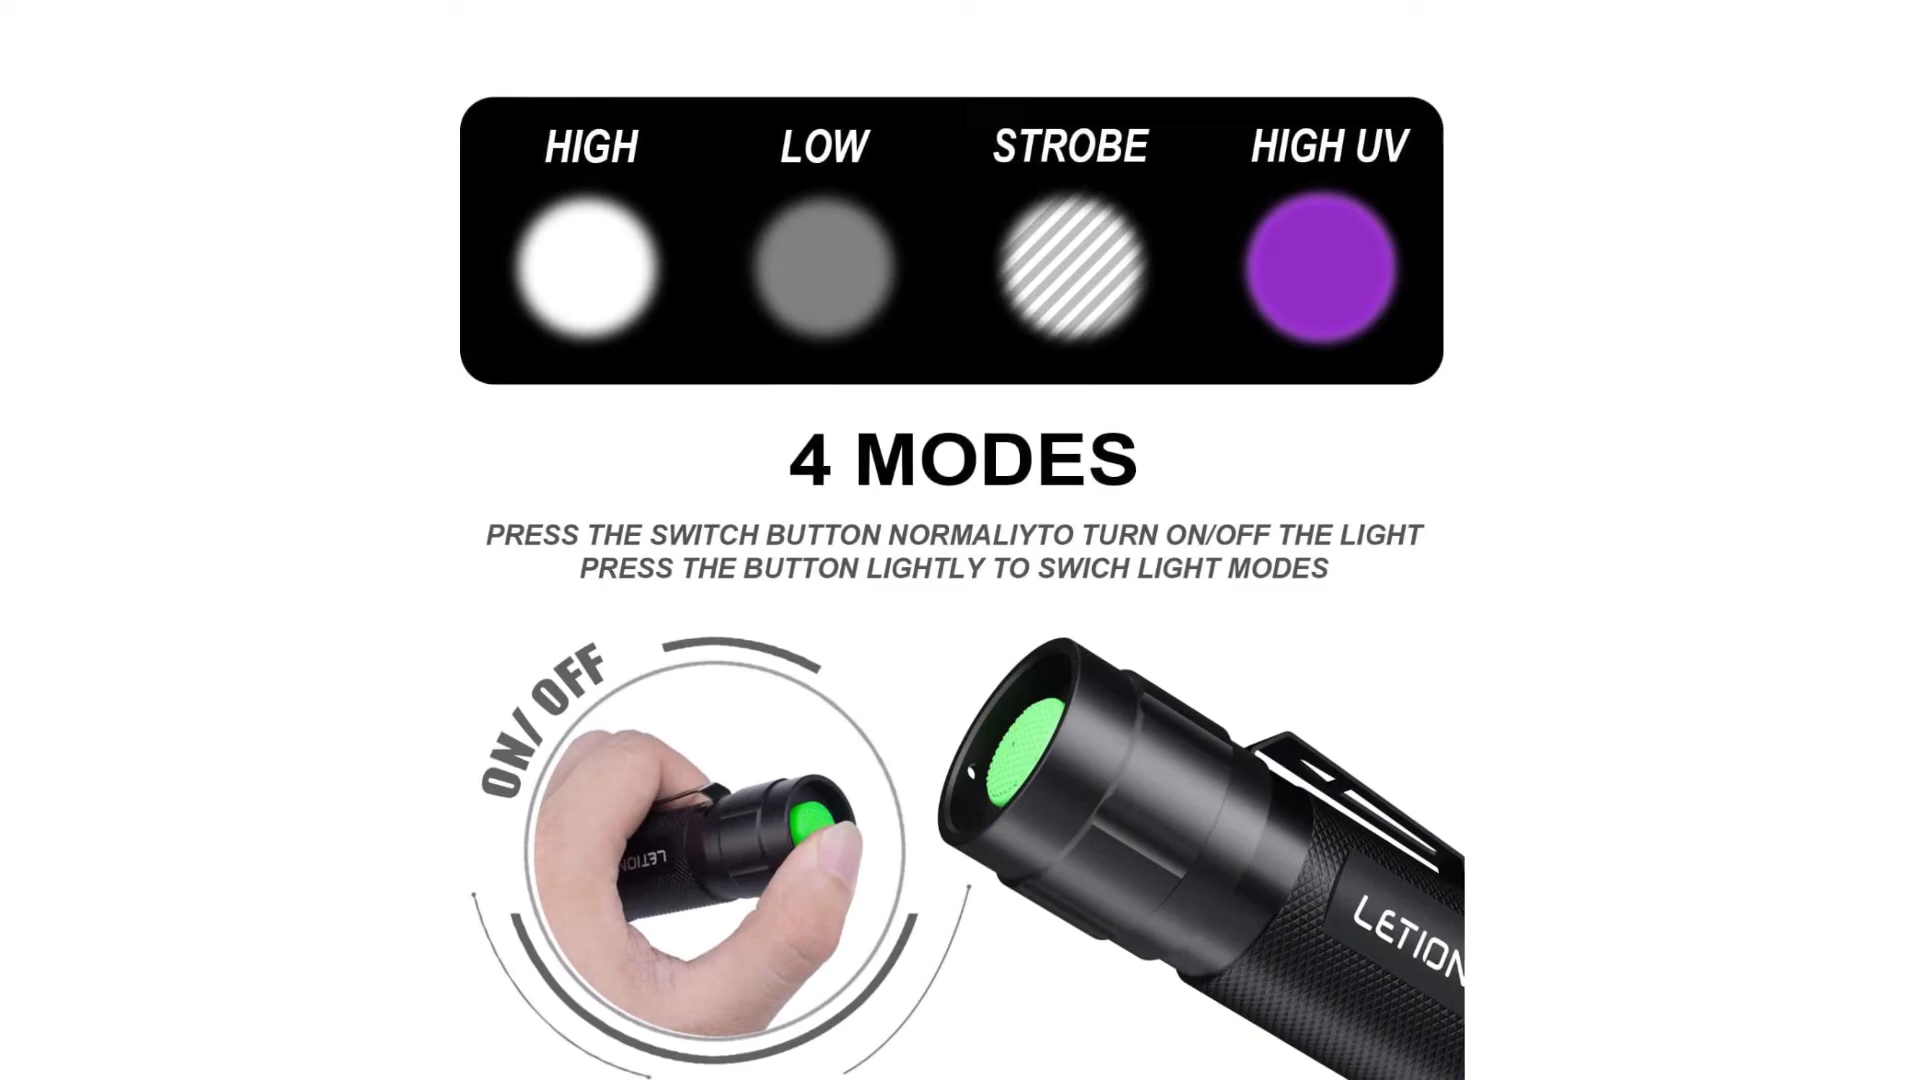 HIGH LOW STROBE HIGH UV
4 MODES
PRESS THE SWITCH BUTTON NORMALIYTO TURN ON/OFF THE LIGHT
PRESS THE BUTTON LIGHTLY TO SWICH LIGHT MODES
ON/OFF
LETION
LETION